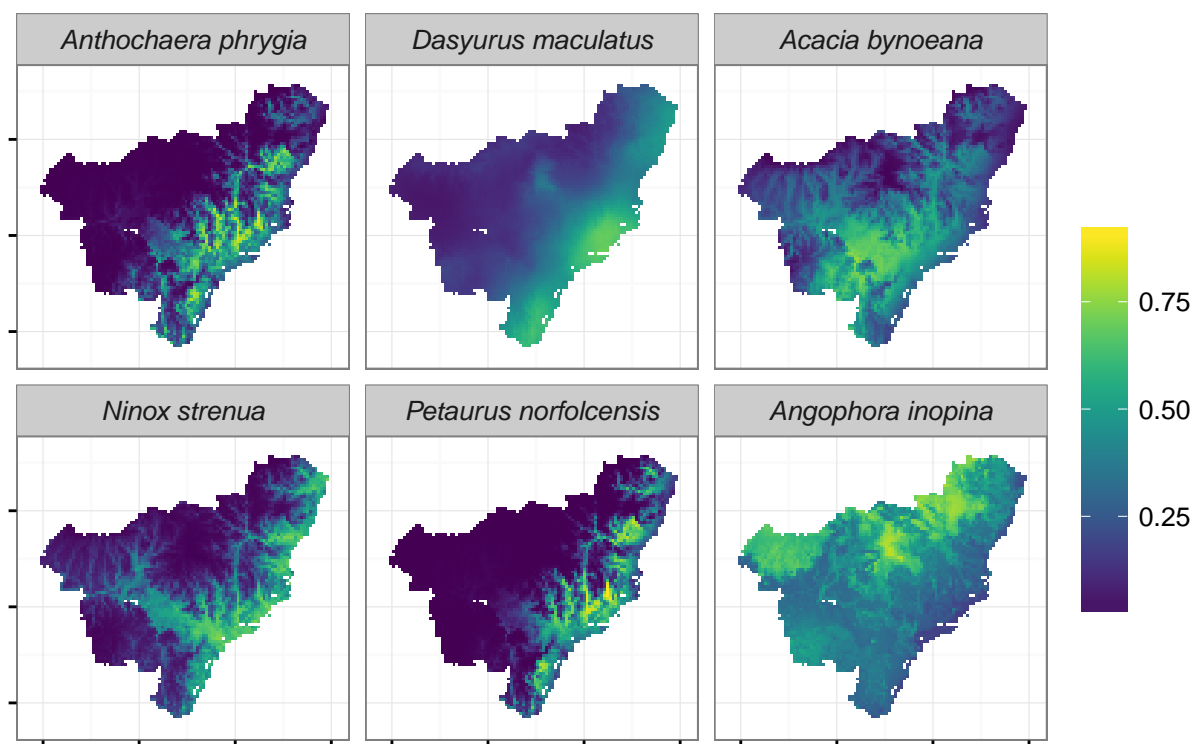 Anthochaera phrygia
Dasyurus maculatus
Acacia bynoeana
Ninox strenua
Petaurus norfolcensis
Angophora inopina
0.75
0.50
0.25